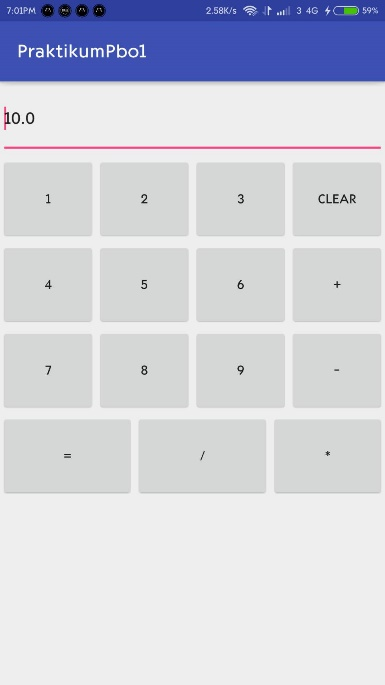 7:01PM 2.58K/s 3 4G 59%
PraktikumPbo1
10.0
1 2 3 CLEAR
4 5 6 +
7 8 9 -
= / *